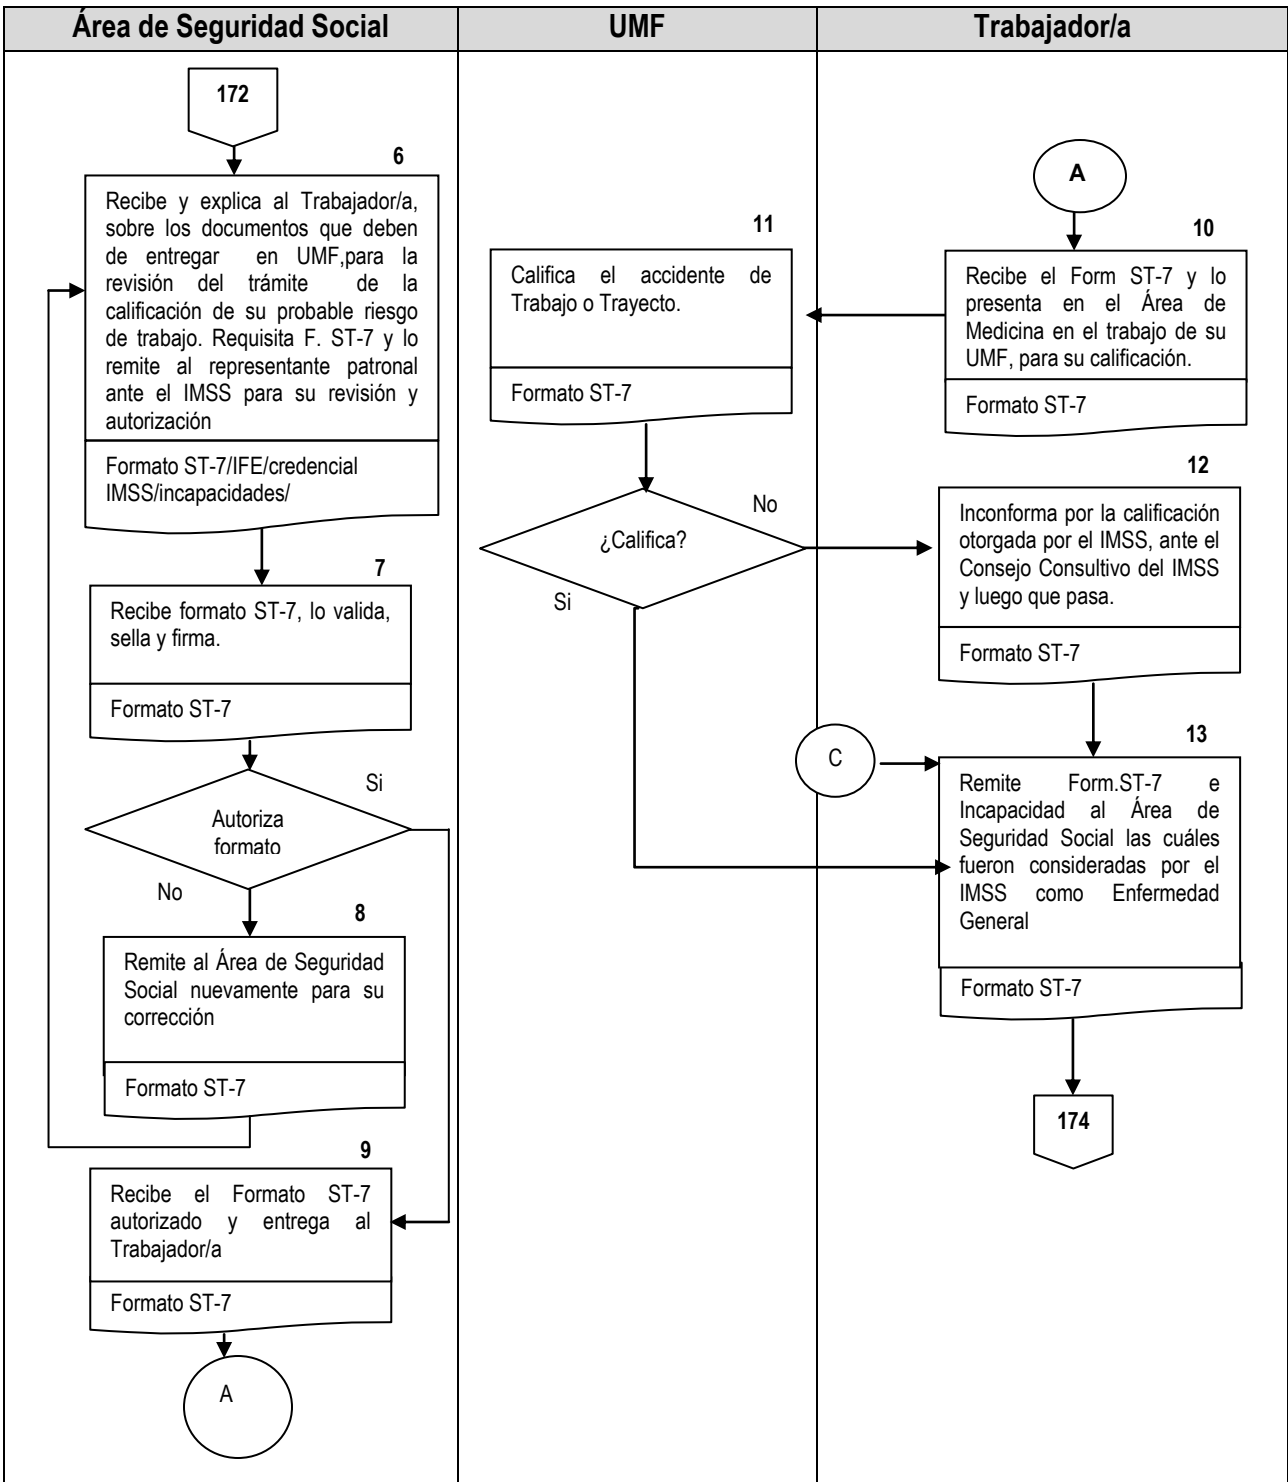 Área de Seguridad Social
UMF
Trabajador/a
172
6
Recibe y explica al Trabajador/a,
sobre los documentos que deben
de entregar en UMF,para la
revisión del trámite de la
calificación de su probable riesgo
de trabajo. Requisita F. ST-7 y lo
remite al representante patronal
ante el IMSS para su revisión y
autorización
Formato ST-7/IFE/credencial
IMSS/incapacidades/
7
Recibe formato ST-7, lo valida,
sella y firma.
Formato ST-7
Si
Autoriza
formato
No
8
Remite al Área de Seguridad
Social nuevamente para su
corrección
Formato ST-7
9
Recibe el Formato ST-7
autorizado y entrega al
Trabajador/a
Formato ST-7
A
11
Califica el accidente de
Trabajo o Trayecto.
Formato ST-7
No
¿Califica?
Si
A
10
Recibe el Form ST-7 y lo
presenta en el Área de
Medicina en el trabajo de su
UMF, para su calificación.
Formato ST-7
12
Inconforma por la calificación
otorgada por el IMSS, ante el
Consejo Consultivo del IMSS
y luego que pasa.
Formato ST-7
13
C
Remite Form.ST-7 e
Incapacidad al Área de
Seguridad Social las cuáles
fueron consideradas por el
IMSS como Enfermedad
General
Formato ST-7
174